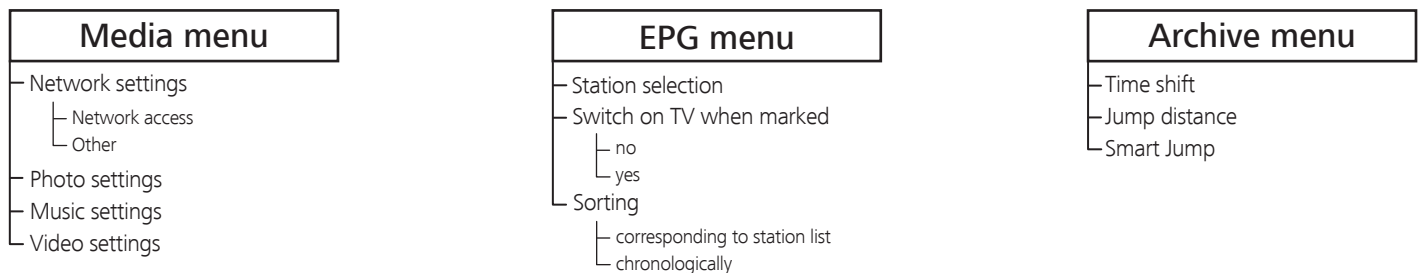 Media menu
Network settings
Network access
Other
Photo settings
Music settings
Video settings
EPG menu
Station selection
Switch on TV when marked
no
yes
Sorting
corresponding to station list
chronologically
Archive menu
Time shift
Jump distance
Smart Jump